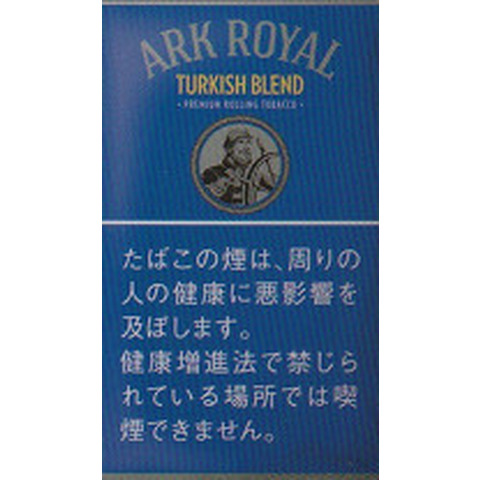 ARK ROYAL
TURKISH BLEND
• PREMIUM ROLLING TOBACCO •
たばこの煙は、周りの
人の健康に悪影響を
及ぼします。
健康増進法で禁じら
れている場所では喫
煙できません。